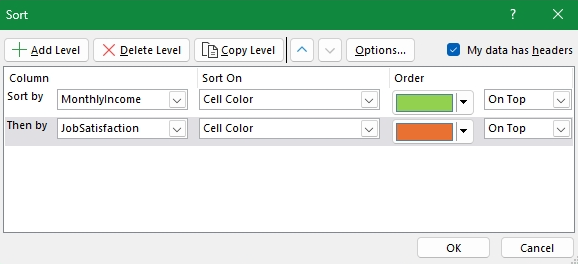 Sort
?
Add Level Delete Level Copy Level Options... My data has headers
Column Sort On Order
Sort by MonthlyIncome Cell Color On Top
Then by JobSatisfaction Cell Color On Top
OK Cancel